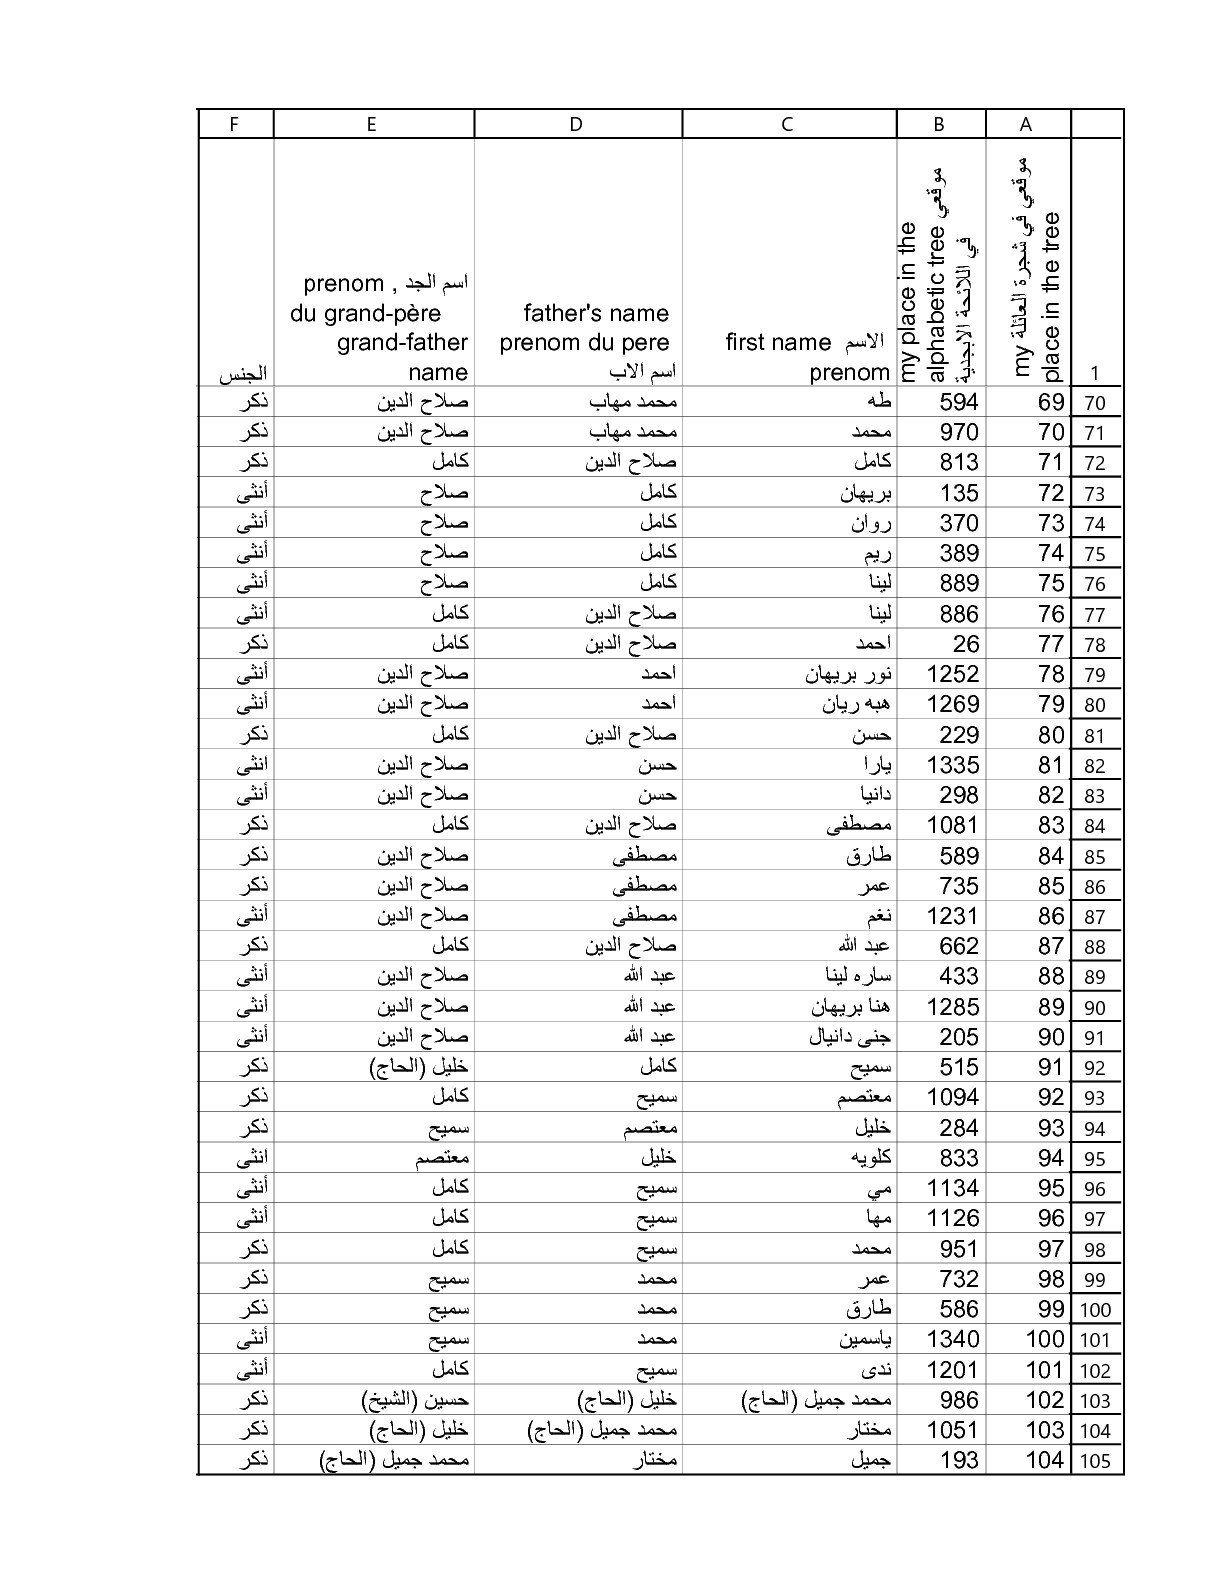 A B C D E F
1 موقعي في شجرة العائلة my place in the tree
my place in the alphabetic tree موقعي في اللائحة الابجدية
first name الاسم prenom
father's name prenom du pere اسم الاب
prenom , اسم الجد du grand-père grand-father name
الجنس
70 69 594 طه محمد مهاب صلاح الدين ذكر
71 70 970 محمد محمد مهاب صلاح الدين ذكر
72 71 813 كامل صلاح الدين كامل ذكر
73 72 135 بريهان كامل صلاح أنثى
74 73 370 روان كامل صلاح أنثى
75 74 389 ريم كامل صلاح أنثى
76 75 889 لينا كامل صلاح أنثى
77 76 886 لينا صلاح الدين كامل أنثى
78 77 26 احمد صلاح الدين كامل ذكر
79 78 1252 نور بريهان احمد صلاح الدين أنثى
80 79 1269 هبه ريان احمد صلاح الدين أنثى
81 80 229 حسن صلاح الدين كامل ذكر
82 81 1335 يارا حسن صلاح الدين انثى
83 82 298 دانيا حسن صلاح الدين أنثى
84 83 1081 مصطفى صلاح الدين كامل ذكر
85 84 589 طارق مصطفى صلاح الدين ذكر
86 85 735 عمر مصطفى صلاح الدين ذكر
87 86 1231 نغم مصطفى صلاح الدين أنثى
88 87 662 عبد الله صلاح الدين كامل ذكر
89 88 433 ساره لينا عبد الله صلاح الدين أنثى
90 89 1285 هنا بريهان عبد الله صلاح الدين أنثى
91 90 205 جنى دانيال عبد الله صلاح الدين أنثى
92 91 515 سميح كامل خليل (الحاج) ذكر
93 92 1094 معتصم سميح كامل ذكر
94 93 284 خليل معتصم سميح ذكر
95 94 833 كلويه خليل معتصم انثى
96 95 1134 مي سميح كامل أنثى
97 96 1126 مها سميح كامل أنثى
98 97 951 محمد سميح كامل ذكر
99 98 732 عمر محمد سميح ذكر
100 99 586 طارق محمد سميح ذكر
101 100 1340 ياسمين محمد سميح أنثى
102 101 1201 ندى سميح كامل أنثى
103 102 986 محمد جميل (الحاج) خليل (الحاج) حسين (الشيخ) ذكر
104 103 1051 مختار محمد جميل (الحاج) خليل (الحاج) ذكر
105 104 193 جميل مختار محمد جميل (الحاج) ذكر